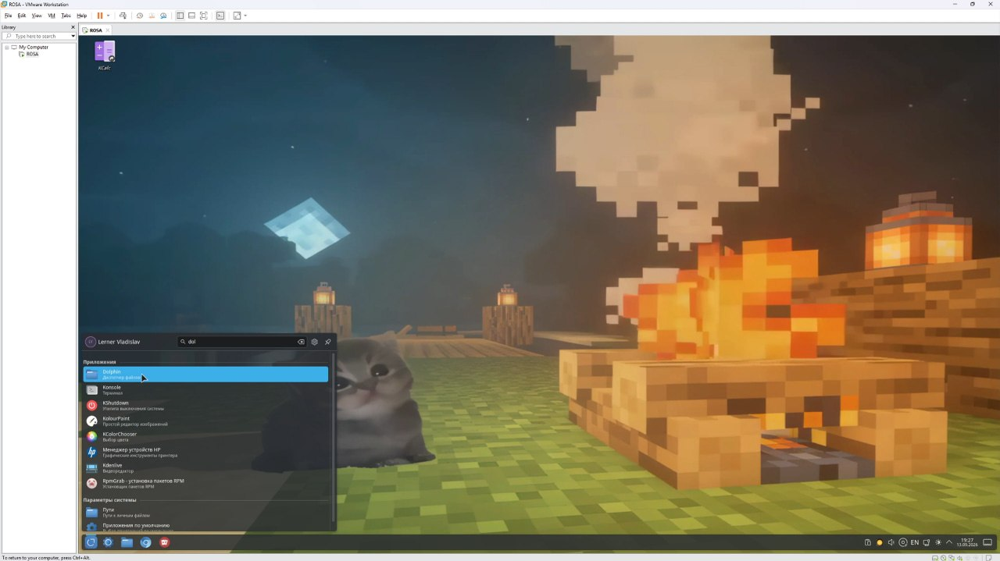 ROSA - VMware Workstation
File Edit View VM Tabs Help
Library
Type here to search
My Computer
ROSA
ROSA
KCalc
Lerner Vladislav
dol
Приложения
Dolphin
Диспетчер файлов
Konsole
Терминал
KShutdown
Утилита выключения системы
KolourPaint
Простой редактор изображений
KColorChooser
Выбор цвета
Менеджер устройств HP
Графические инструменты принтера
Kdenlive
Видеоредактор
RpmGrab - установка пакетов RPM
Установщик пакетов RPM
Параметры системы
Пути
Пути к личным файлам
Приложения по умолчанию
EN
19:27
13.09.2026
To return to your computer, press Ctrl+Alt.